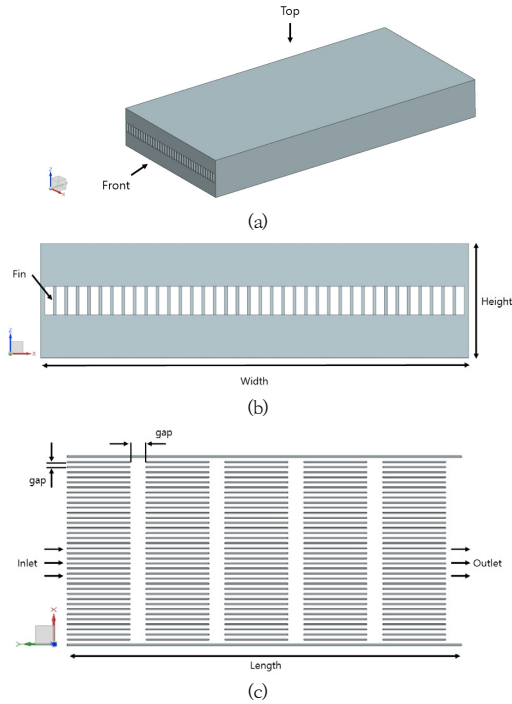 Top
Front
Z
X
(a)
Fin
Height
Z
X
Width
(b)
gap
gap
Inlet
Outlet
X
Y
Length
(c)